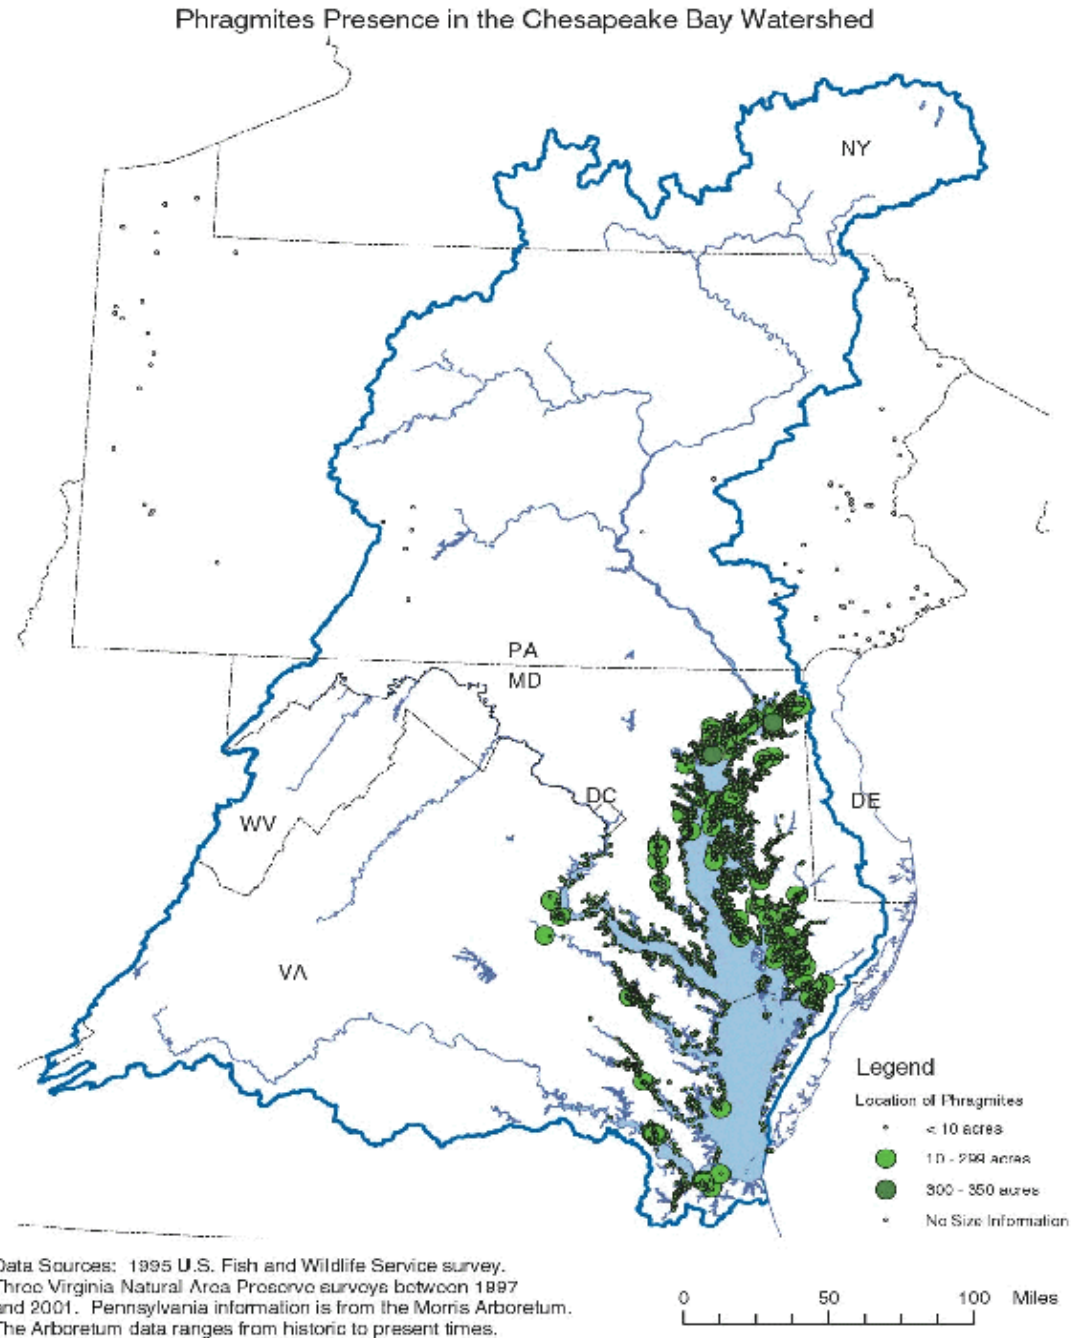 Phragmites Presence in the Chesapeake Bay Watershed
NY
PA
MD
DC
DE
WV
VA
Legend
Location of Phragmites
< 10 acres
10 - 299 acres
300 - 350 acres
No Size Information
Data Sources: 1995 U.S. Fish and Wildlife Service survey.
Three Virginia Natural Area Preserve surveys between 1997
and 2001. Pennsylvania information is from the Morris Arboretum.
The Arboretum data ranges from historic to present times.
0 50 100 Miles